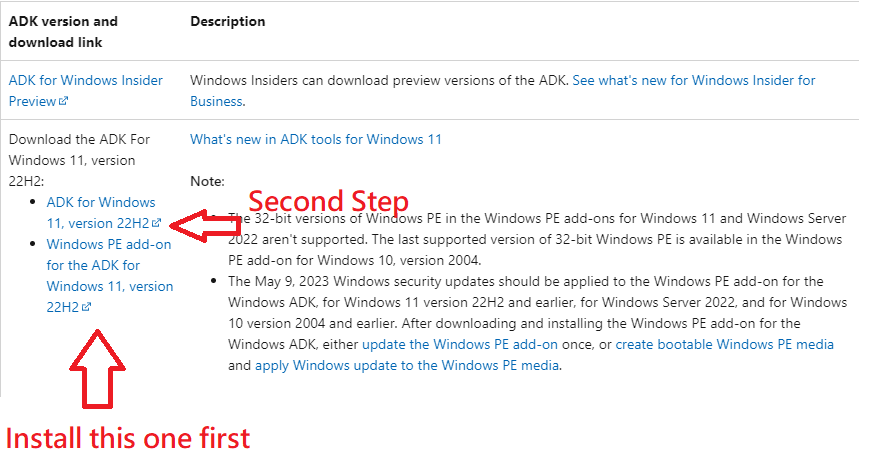 ADK version and
download link
Description
ADK for Windows Insider
Preview
Windows Insiders can download preview versions of the ADK. See what's new for Windows Insider for
Business.
Download the ADK For
Windows 11, version
22H2:
ADK for Windows
11, version 22H2
Windows PE add-on
for the ADK for
Windows 11, version
22H2
What's new in ADK tools for Windows 11
Note:
Second Step
The 32-bit versions of Windows PE in the Windows PE add-ons for Windows 11 and Windows Server
2022 aren't supported. The last supported version of 32-bit Windows PE is available in the Windows
PE add-on for Windows 10, version 2004.
The May 9, 2023 Windows security updates should be applied to the Windows PE add-on for the
Windows ADK, for Windows 11 version 22H2 and earlier, for Windows Server 2022, and for Windows
10 version 2004 and earlier. After downloading and installing the Windows PE add-on for the
Windows ADK, either update the Windows PE add-on once, or create bootable Windows PE media
and apply Windows update to the Windows PE media.
Install this one first